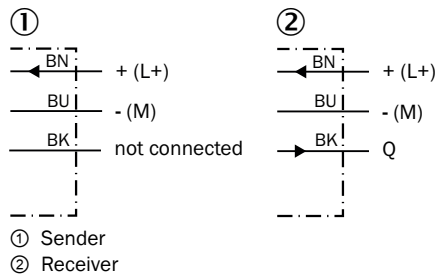 ① ②
BN + (L+) BN + (L+)
BU - (M) BU - (M)
BK not connected BK Q
① Sender
② Receiver